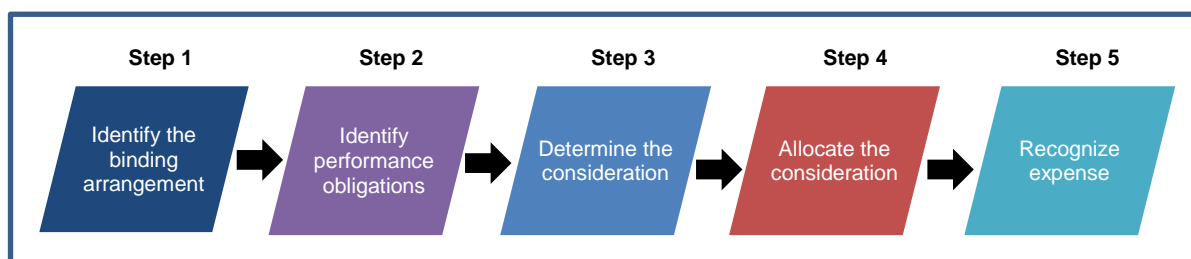 Step 1
Step 2
Step 3
Step 4
Step 5
Identify the
binding
arrangement
Identify
performance
obligations
Determine the
consideration
Allocate the
consideration
Recognize
expense